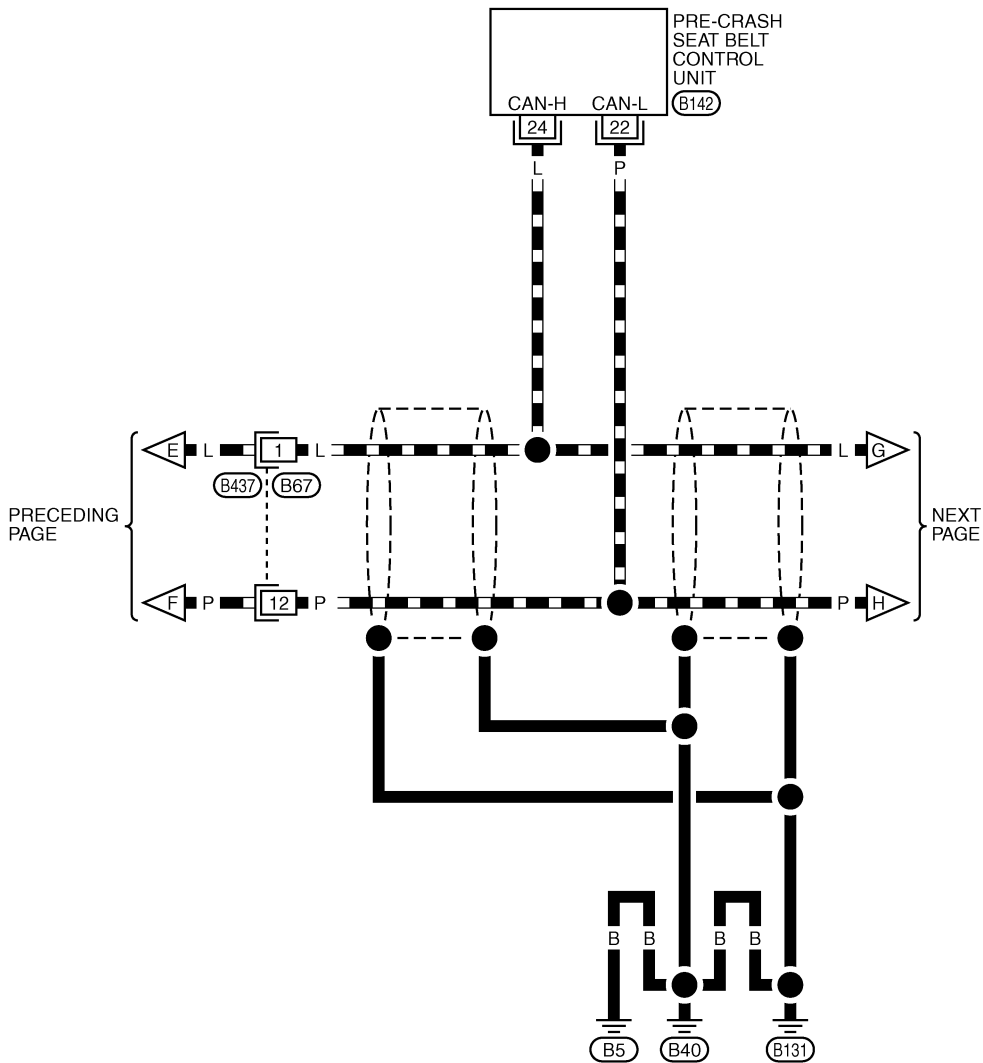 PRE-CRASH
SEAT BELT
CONTROL
UNIT
B142
CAN-H CAN-L
24 22
L P
E L 1 L L G
B437 B67
PRECEDING
PAGE
NEXT
PAGE
F P 12 P P H
B B B B
B5 B40 B131